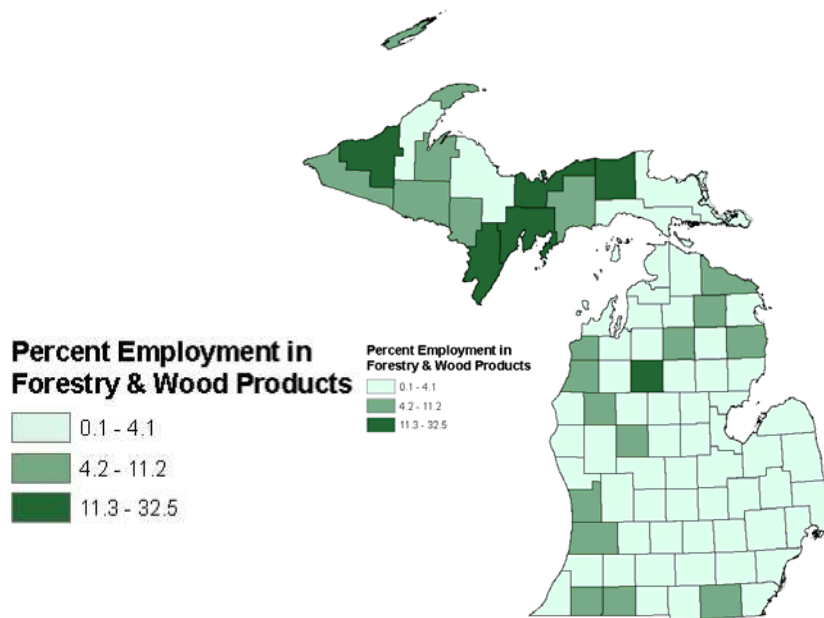 Percent Employment in
Forestry & Wood Products
0.1 - 4.1
4.2 - 11.2
11.3 - 32.5
Percent Employment in
Forestry & Wood Products
0.1 - 4.1
4.2 - 11.2
11.3 - 32.5